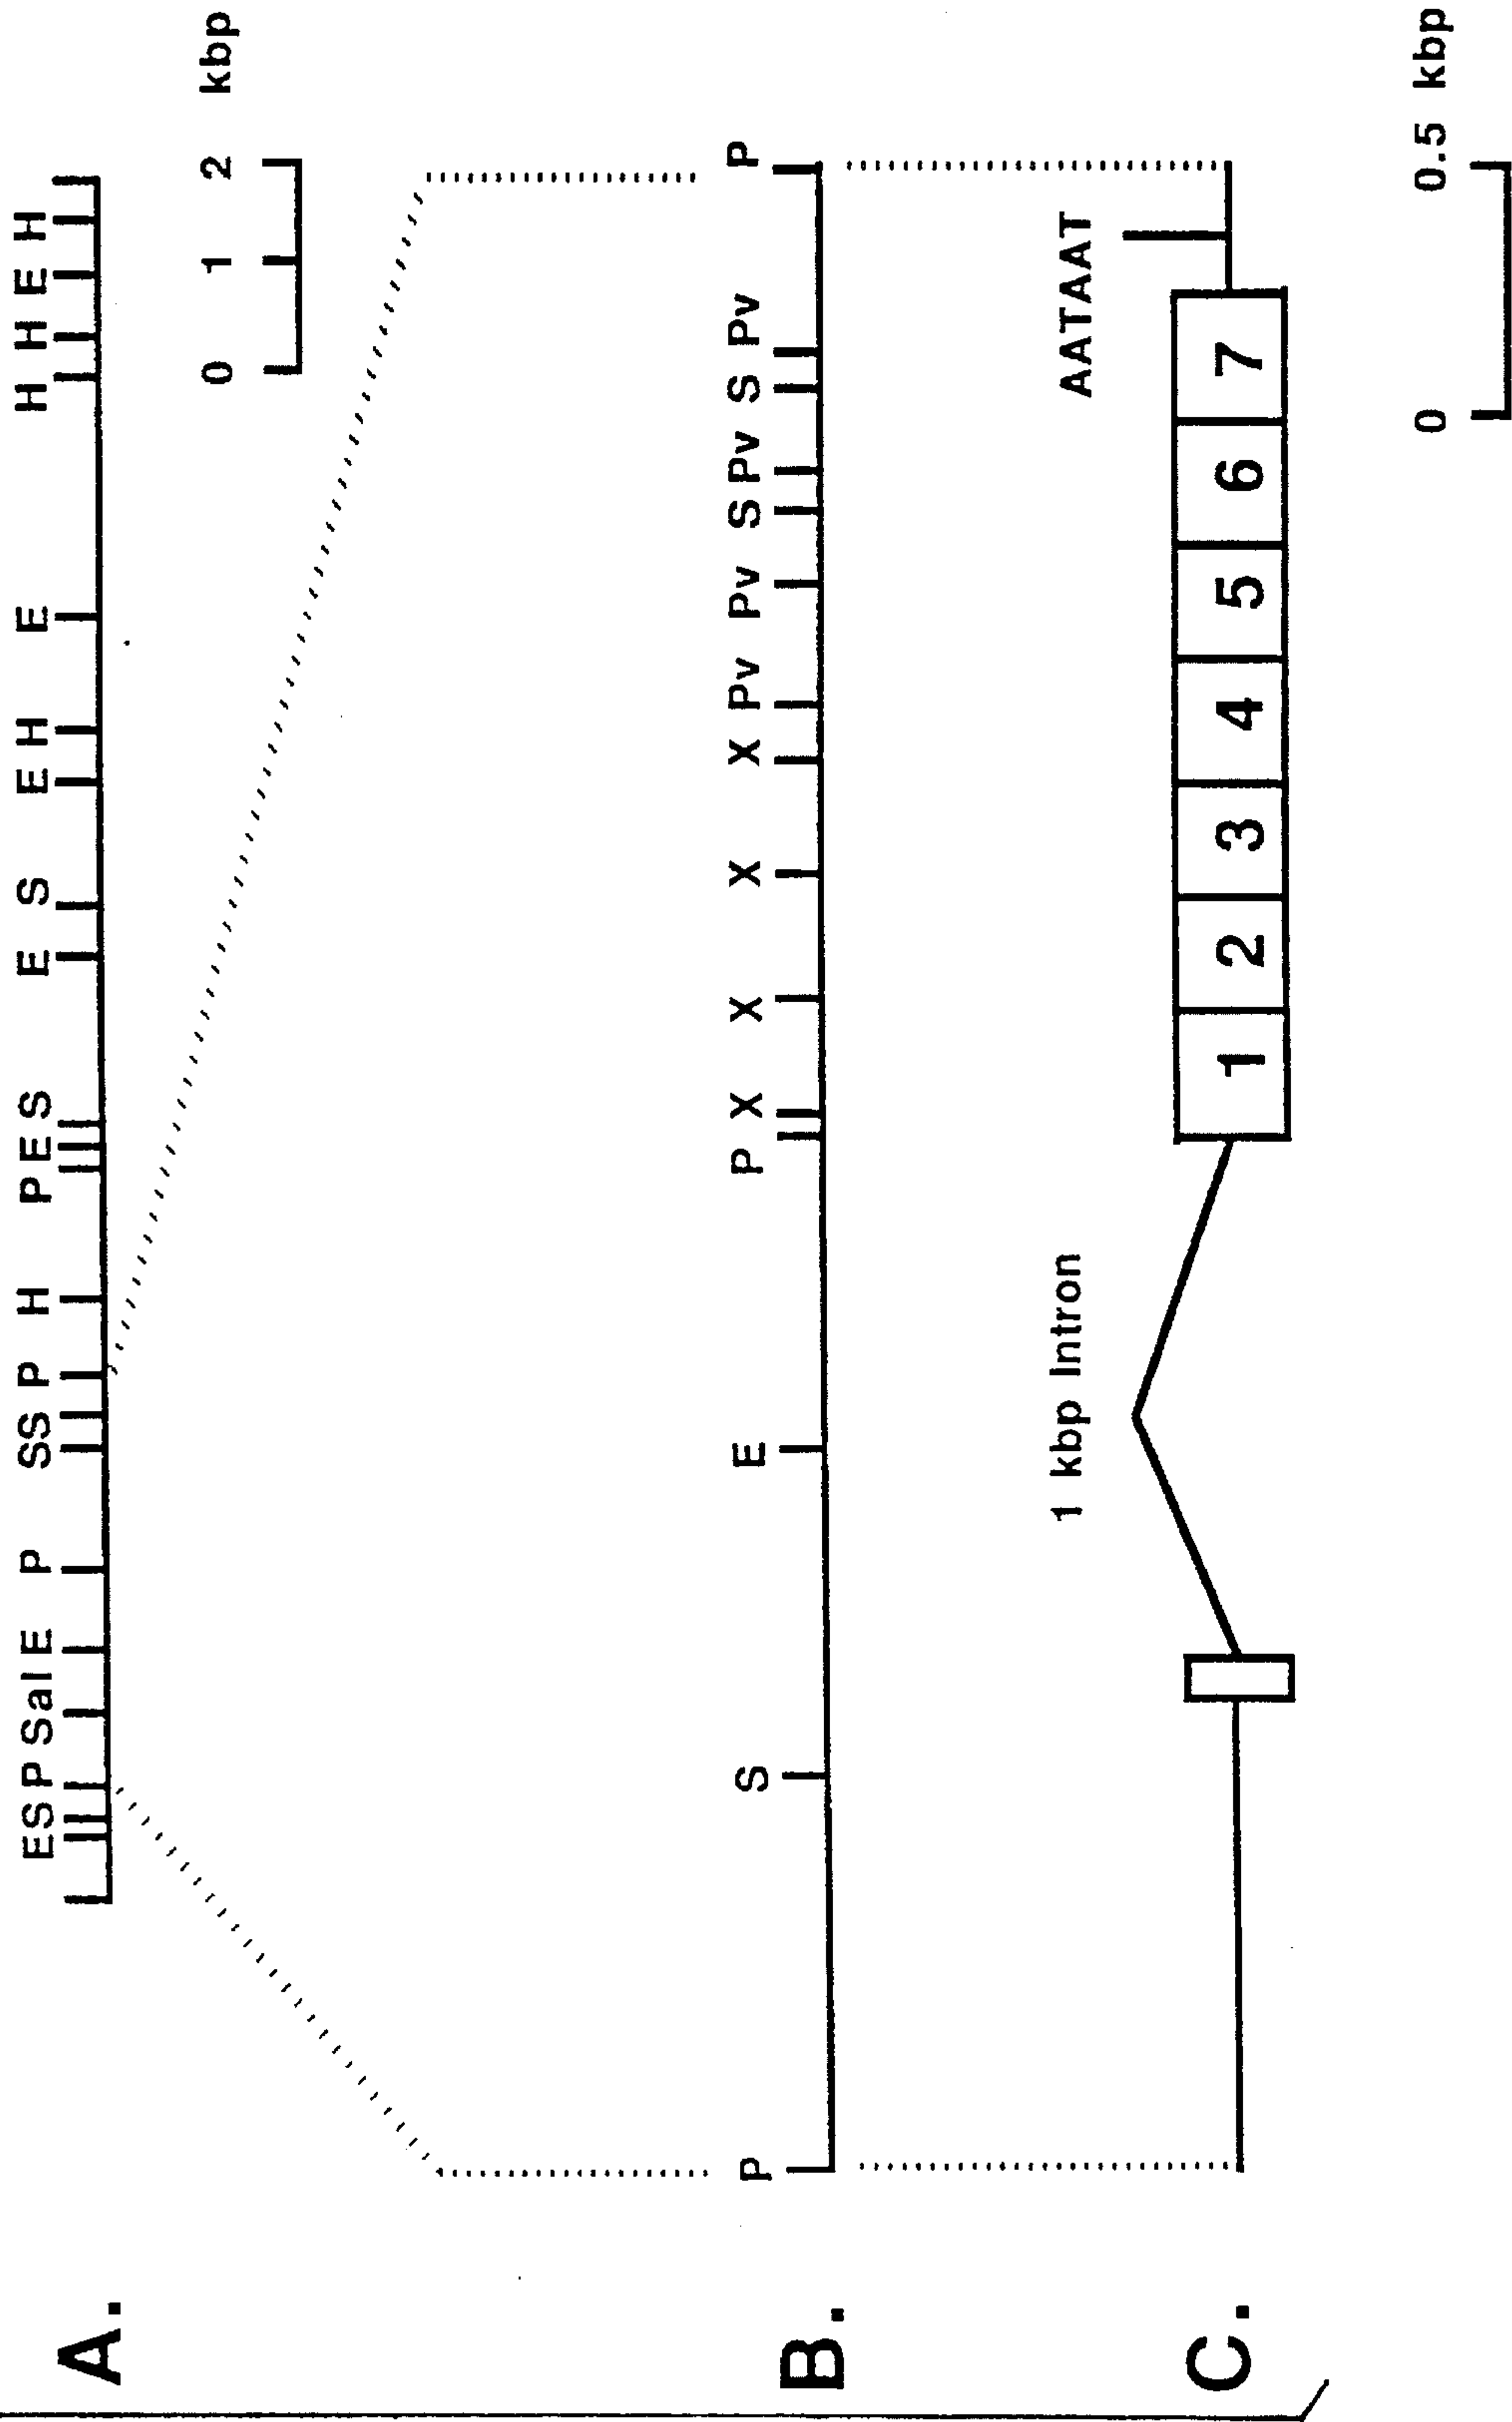 A. E S P Sal E P S S P H P E S E S E H E H H E H
0 1 2 kbp
B. P S E P X X X X Pv Pv S Pv S Pv P
1 kbp Intron AATAAT
C. 1 2 3 4 5 6 7
0 0.5 kbp